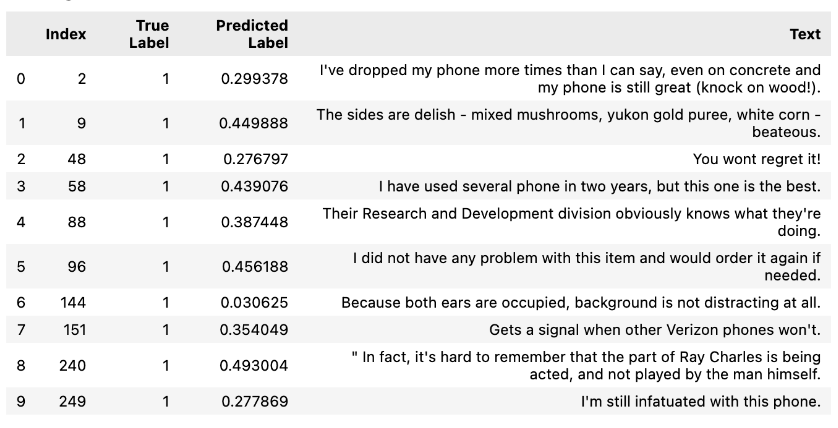 Index True Label Predicted Label Text
0 2 1 0.299378 I've dropped my phone more times than I can say, even on concrete and
my phone is still great (knock on wood!).
1 9 1 0.449888 The sides are delish - mixed mushrooms, yukon gold puree, white corn -
beateous.
2 48 1 0.276797 You wont regret it!
3 58 1 0.439076 I have used several phone in two years, but this one is the best.
4 88 1 0.387448 Their Research and Development division obviously knows what they're
doing.
5 96 1 0.456188 I did not have any problem with this item and would order it again if
needed.
6 144 1 0.030625 Because both ears are occupied, background is not distracting at all.
7 151 1 0.354049 Gets a signal when other Verizon phones won't.
8 240 1 0.493004 " In fact, it's hard to remember that the part of Ray Charles is being
acted, and not played by the man himself.
9 249 1 0.277869 I'm still infatuated with this phone.